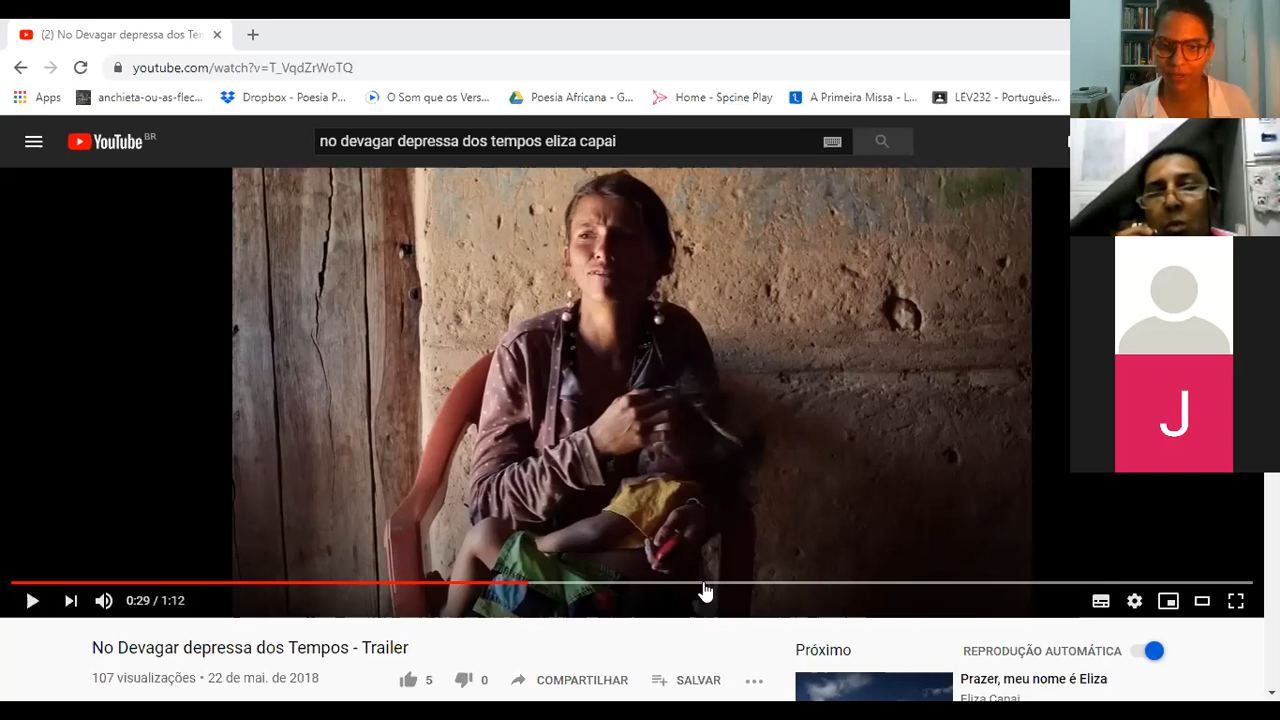 (2) No Devagar depressa dos Ten
youtube.com/watch?v=T_VqdZrWoTQ
Apps anchieta-ou-as-flec... Dropbox - Poesia P... O Som que os Vers... Poesia Africana - G... Home - Spcine Play A Primeira Missa - L... LEV232 - Português...
YouTube BR
no devagar depressa dos tempos eliza capai
J
0:29 / 1:12
No Devagar depressa dos Tempos - Trailer
107 visualizações • 22 de mai. de 2018
5 0 COMPARTILHAR SALVAR
Próximo REPRODUÇÃO AUTOMÁTICA
Prazer, meu nome é Eliza
Eliza Capai